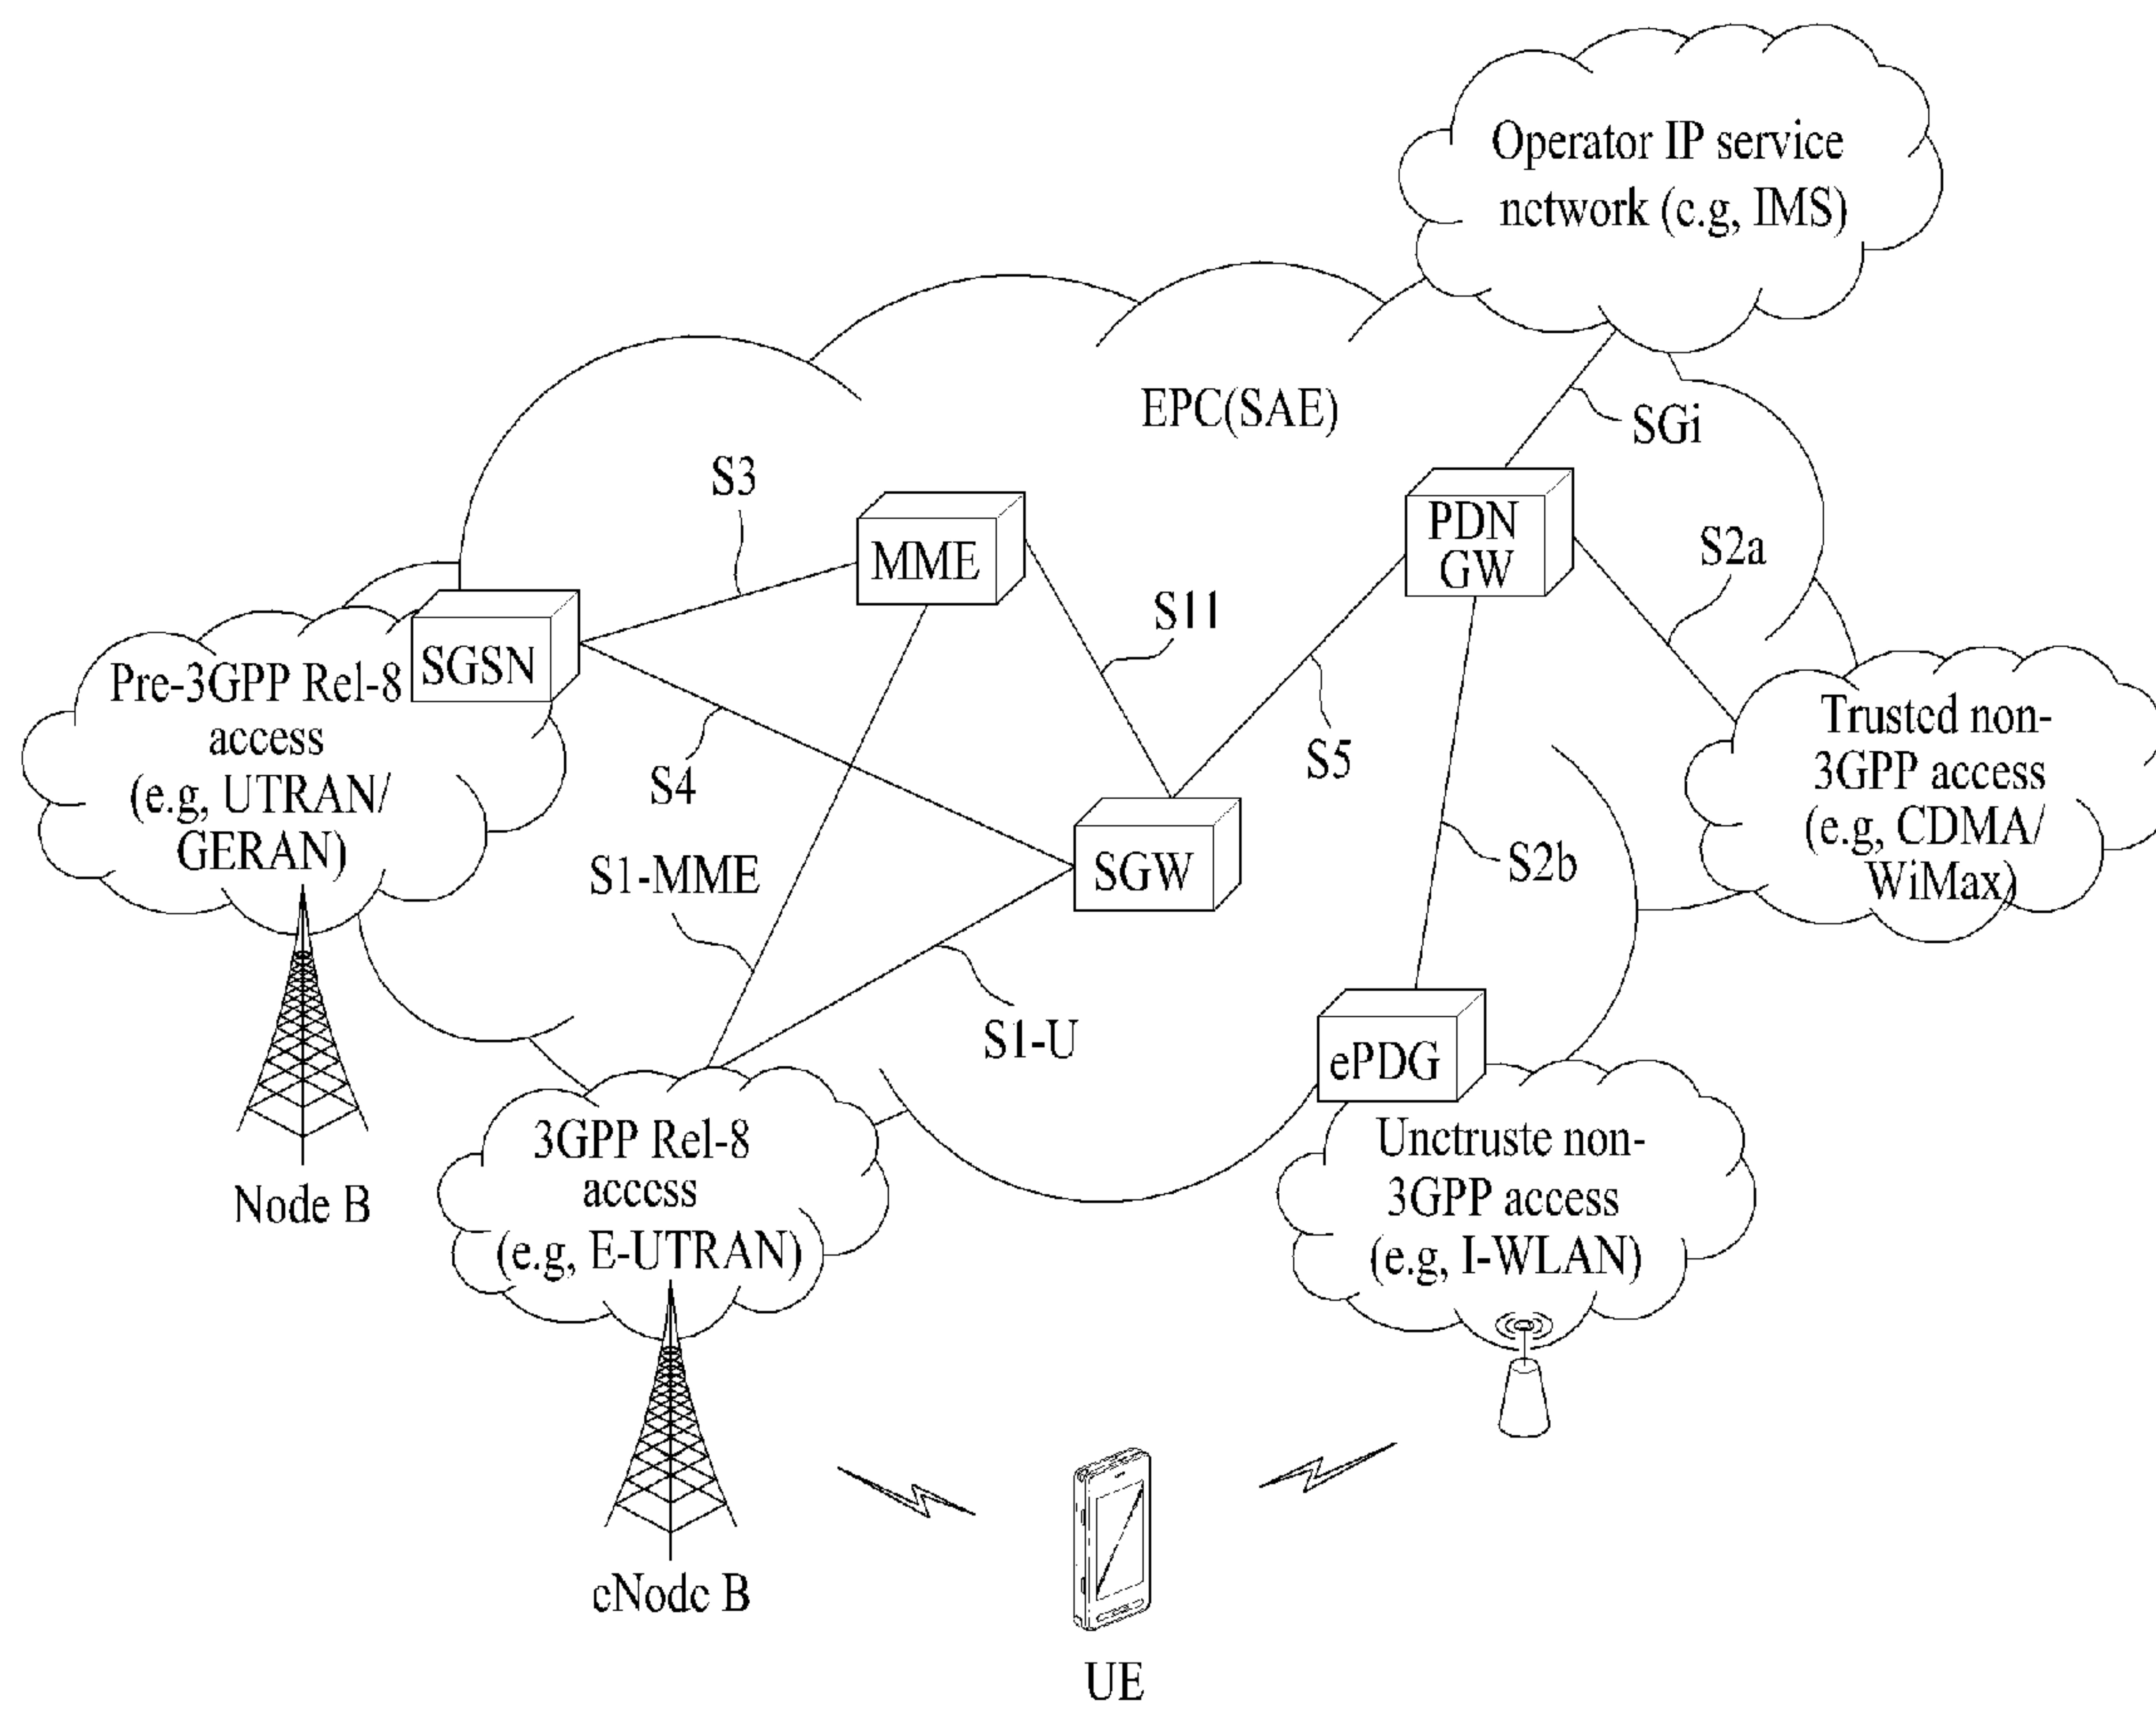 Operator IP service
nctwork (c.g, IMS)
EPC(SAE)
SGi
S3
MME
PDN
GW
S2a
S11
SGSN
Pre-3GPP Rel-8
access
(e.g, UTRAN/
GERAN)
S4
S5
Trustcd non-
3GPP access
(e.g, CDMA/
WiMax)
S1-MME
SGW
S2b
S1-U
ePDG
3GPP Rel-8
acccss
(e.g, E-UTRAN)
Unctruste non-
3GPP access
(e.g, I-WLAN)
Node B
cNodc B
UE